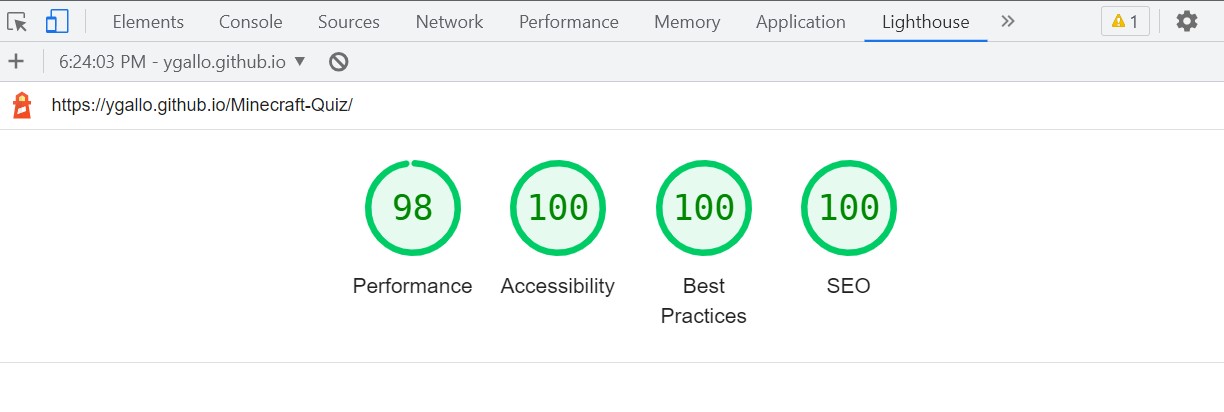 Elements Console Sources Network Performance Memory Application Lighthouse » 1
+ 6:24:03 PM - ygallo.github.io ▼
https://ygallo.github.io/Minecraft-Quiz/
98 100 100 100
Performance Accessibility Best SEO
Practices